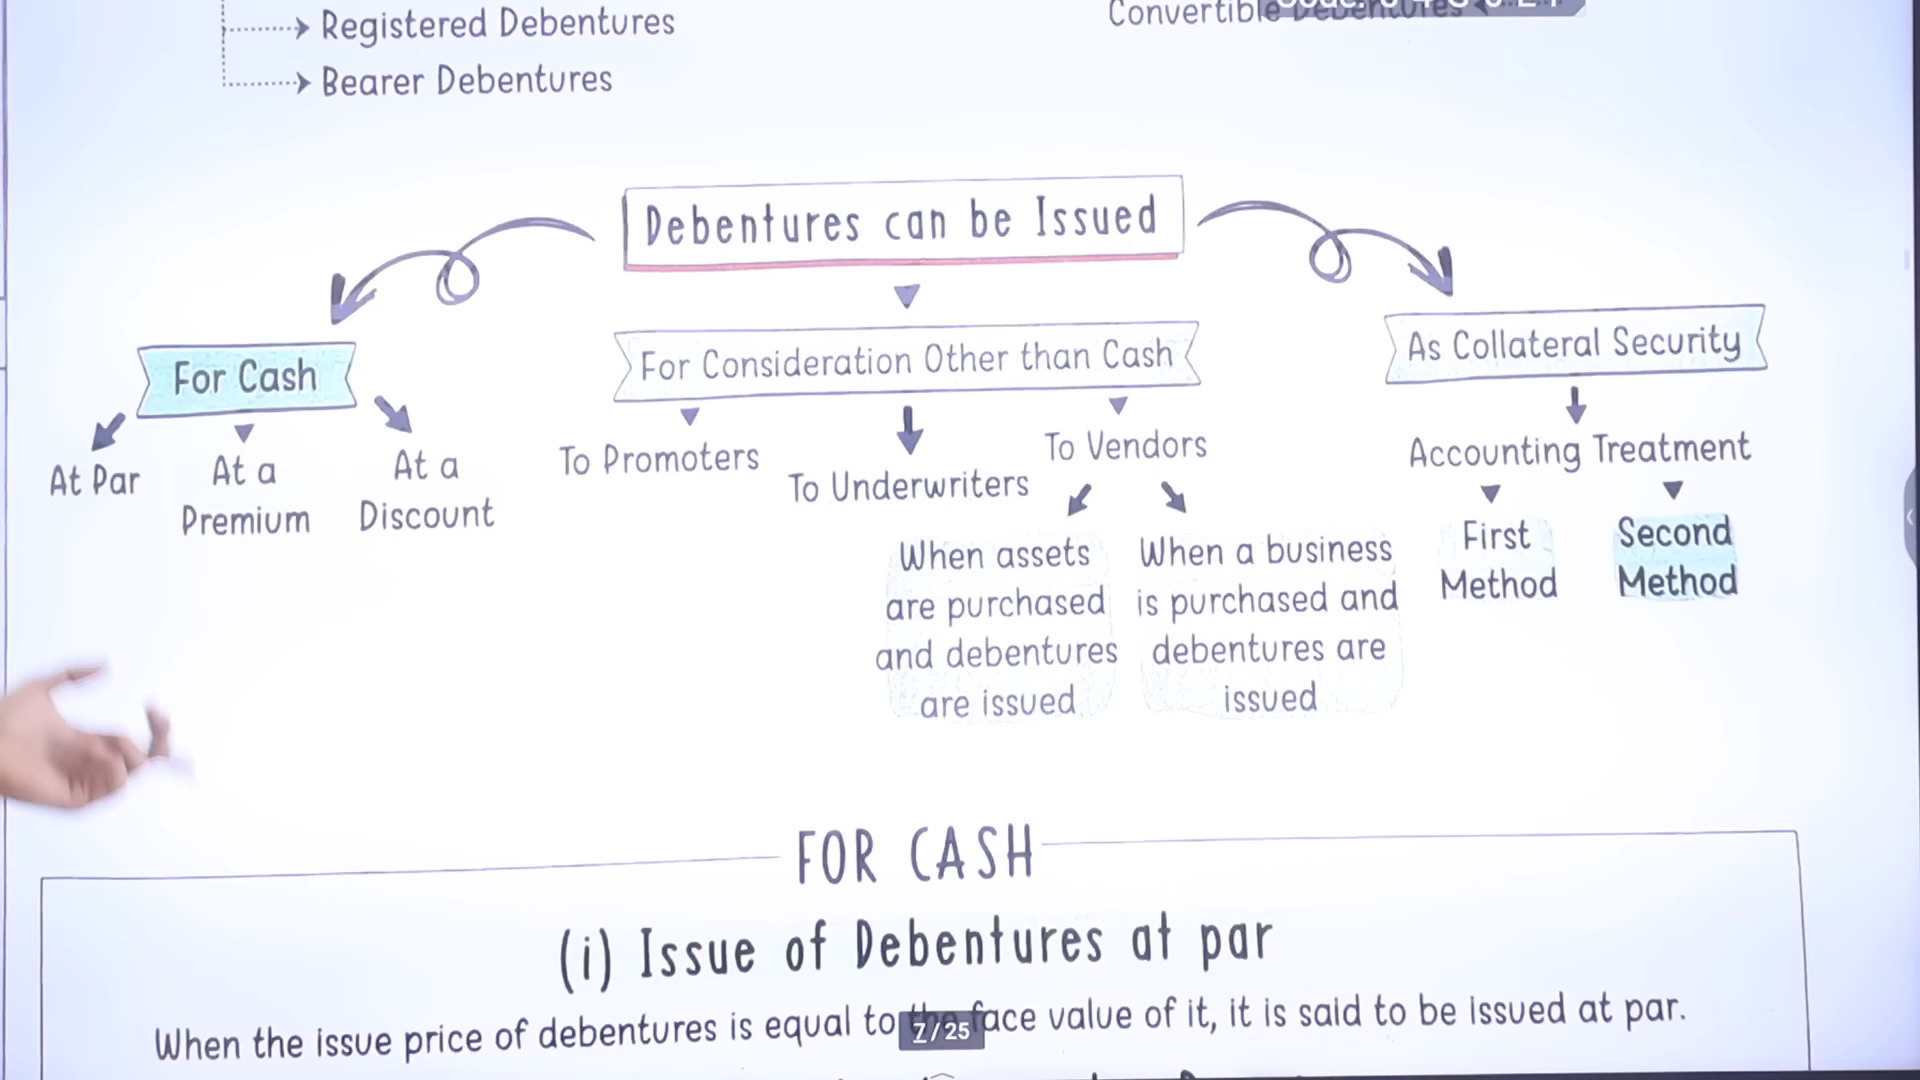 Registered Debentures
Convertible Debentures
Bearer Debentures
Debentures can be Issued
For Cash
For Consideration Other than Cash
As Collateral Security
At Par
At a
Premium
At a
Discount
To Promoters
To Underwriters
To Vendors
When assets
are purchased
and debentures
are issued
When a business
is purchased and
debentures are
issued
Accounting Treatment
First
Method
Second
Method
FOR CASH
(i) Issue of Debentures at par
When the issue price of debentures is equal to the face value of it, it is said to be issued at par.
7/25